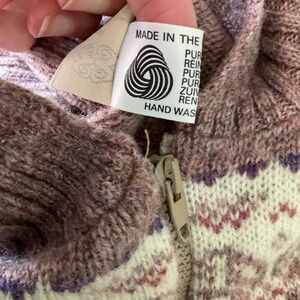 MADE IN THE
PUR
REIN
PUR
PUR
ZUIV
REN
HAND WAS